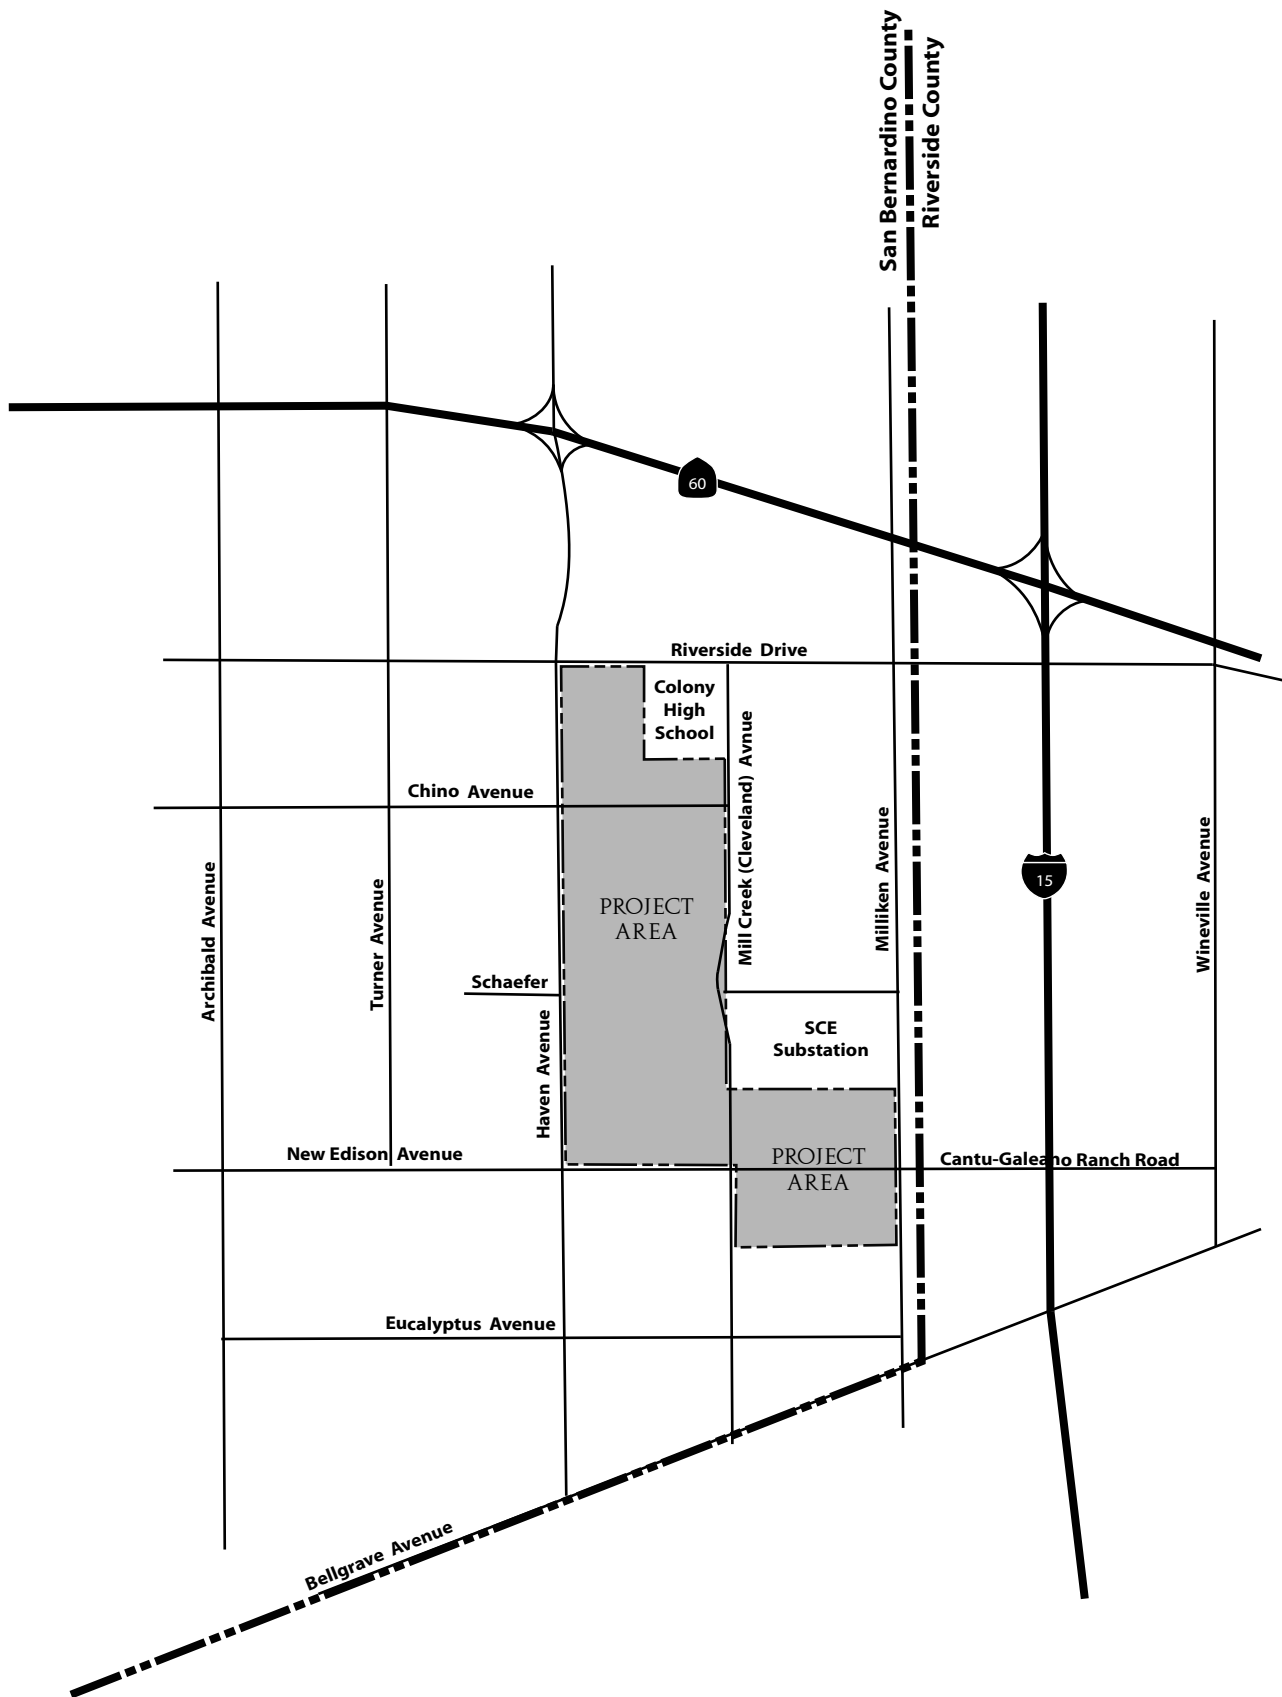 San Bernardino County
Riverside County
60
Riverside Drive
Colony
High
School
Mill Creek (Cleveland) Avnue
Chino Avenue
Milliken Avenue
Wineville Avenue
Archibald Avenue
Turner Avenue
15
PROJECT
AREA
Schaefer
Haven Avenue
SCE
Substation
New Edison Avenue
PROJECT
AREA
Cantu-Galeano Ranch Road
Eucalyptus Avenue
Bellgrave Avenue